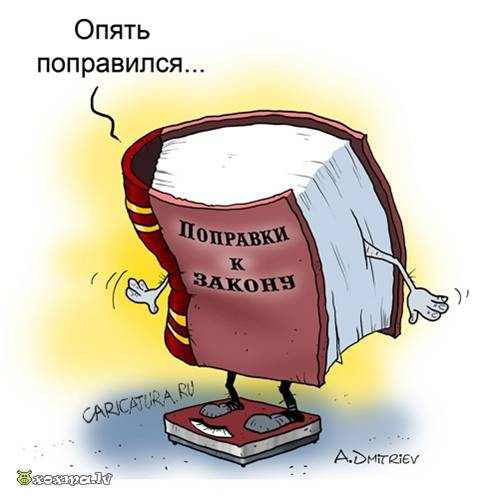 Опять
поправился...
Поправки
к
закону
CARICATURA.RU
A.Dmitriev
xoxma.lv